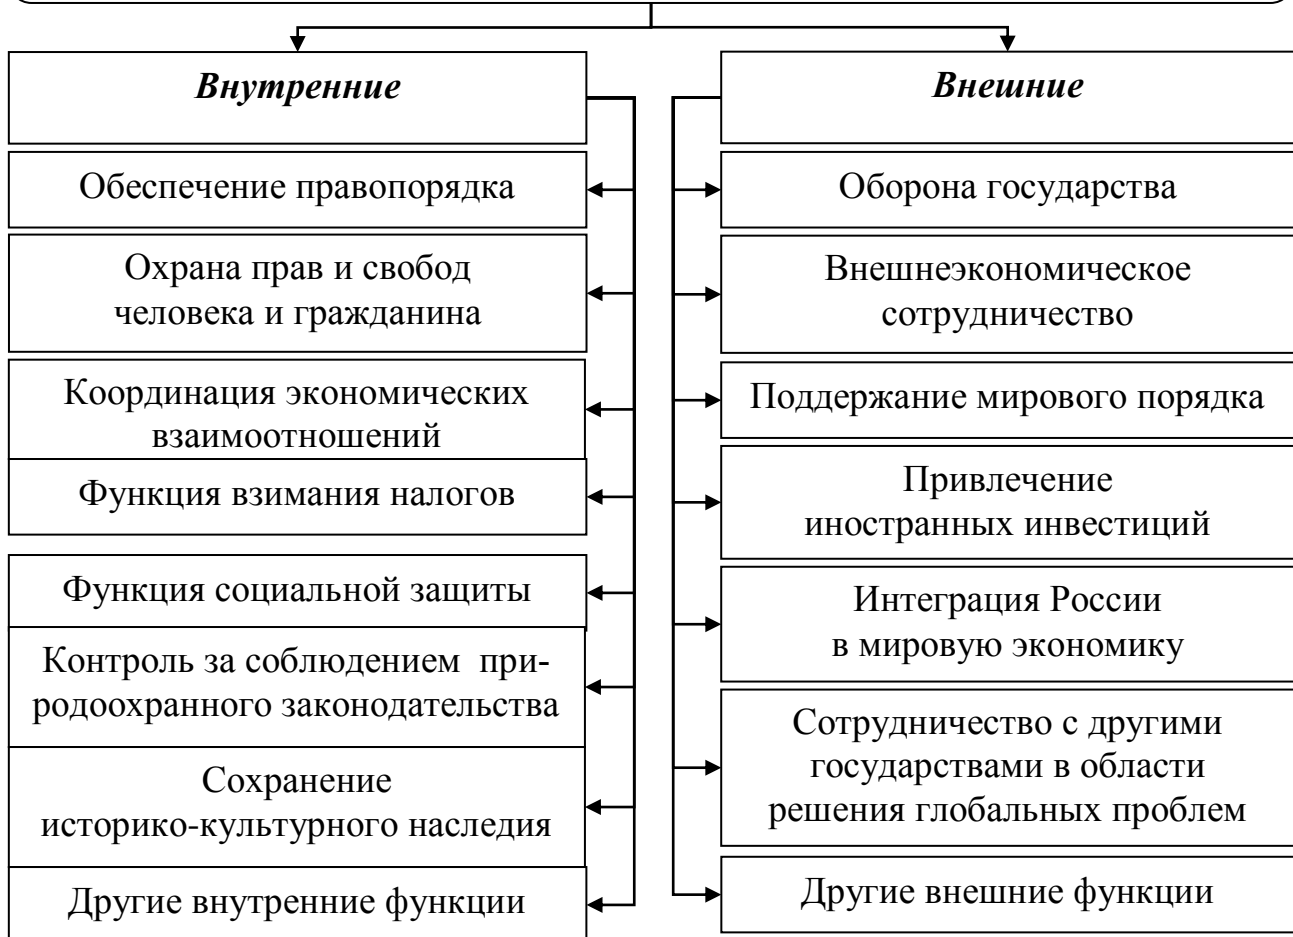 Внутренние
Обеспечение правопорядка
Охрана прав и свобод
человека и гражданина
Координация экономических
взаимоотношений
Функция взимания налогов
Функция социальной защиты
Контроль за соблюдением при-
родоохранного законодательства
Сохранение
историко-культурного наследия
Другие внутренние функции
Внешние
Оборона государства
Внешнеэкономическое
сотрудничество
Поддержание мирового порядка
Привлечение
иностранных инвестиций
Интеграция России
в мировую экономику
Сотрудничество с другими
государствами в области
решения глобальных проблем
Другие внешние функции